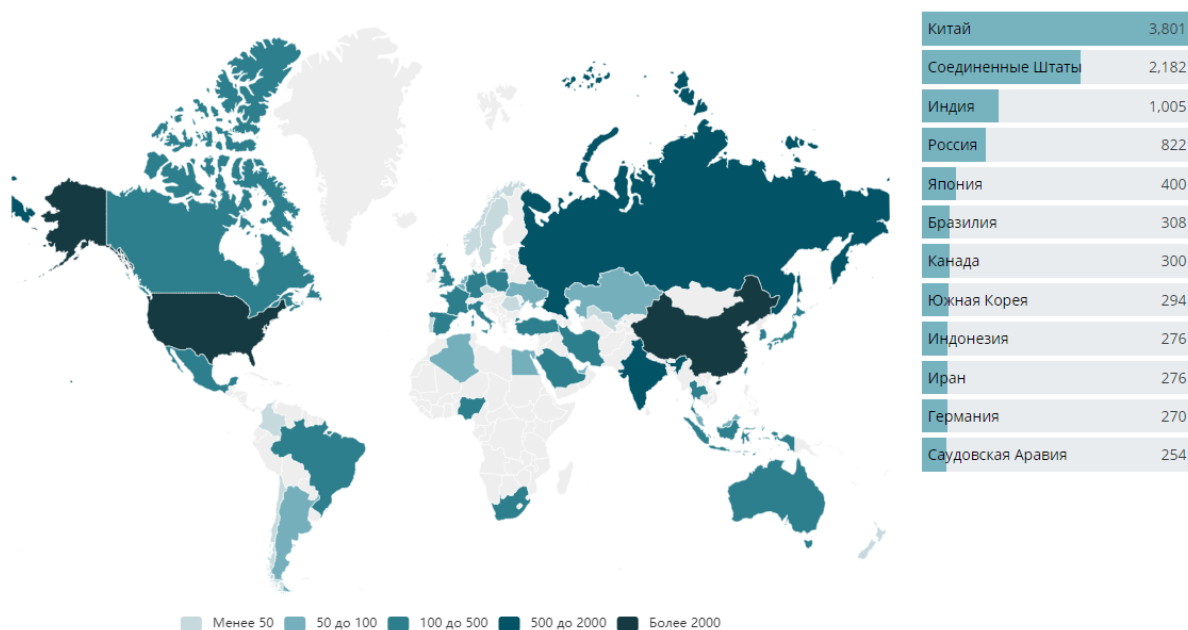 Китай 3,801
Соединенные Штаты 2,182
Индия 1,005
Россия 822
Япония 400
Бразилия 308
Канада 300
Южная Корея 294
Индонезия 276
Иран 276
Германия 270
Саудовская Аравия 254
Менее 50 50 до 100 100 до 500 500 до 2000 Более 2000